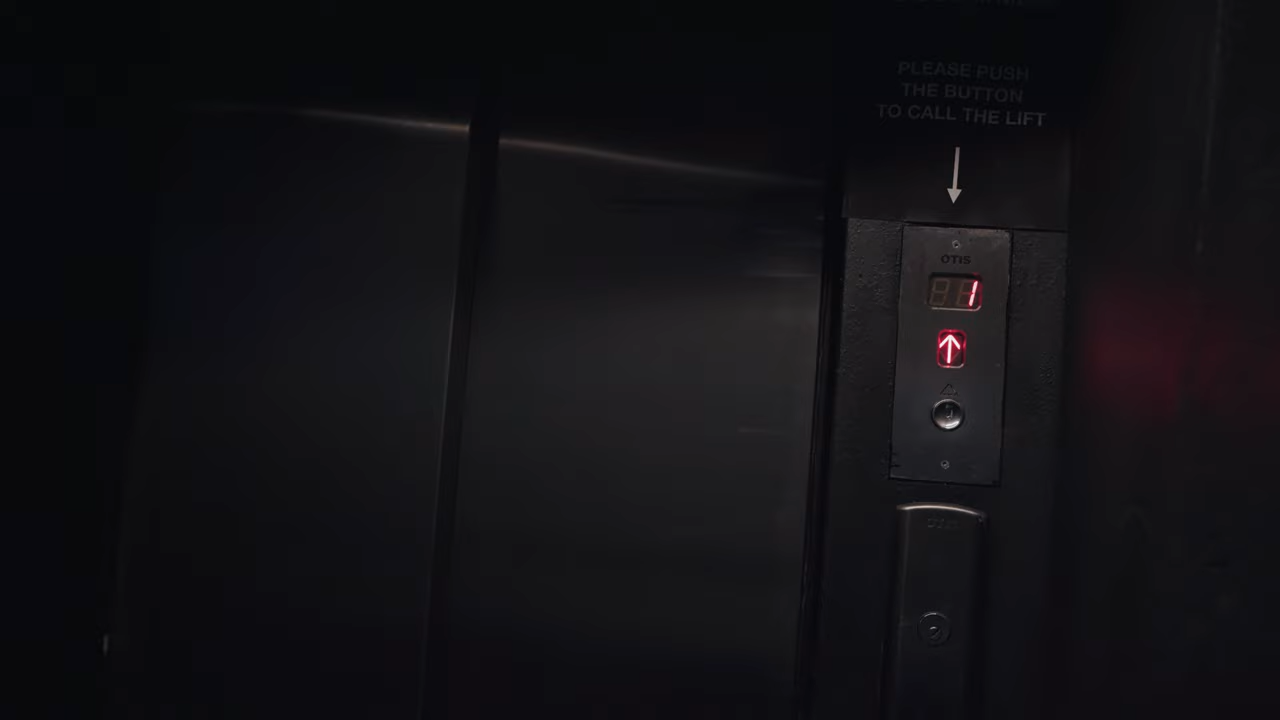 PLEASE PUSH
THE BUTTON
TO CALL THE LIFT
OTIS
1